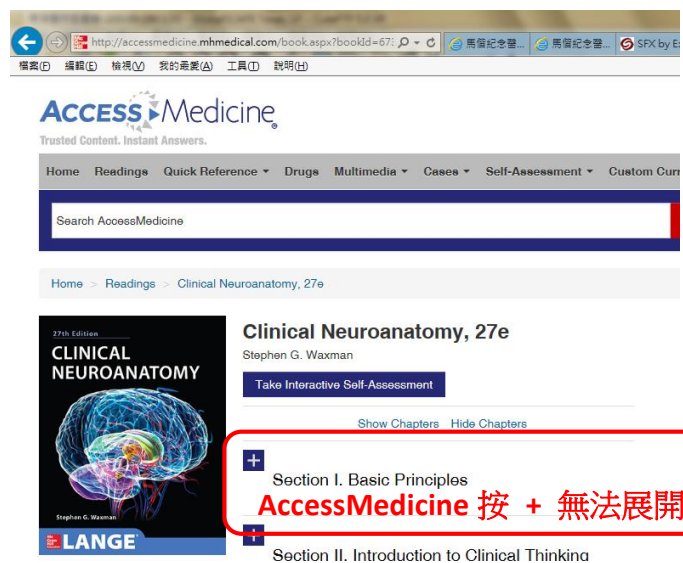 http://accessmedicine.mhmedical.com/book.aspx?bookId=67
馬偕紀念醫...
馬偕紀念醫...
SFX by E
檔案(F) 編輯(E) 檢視(V) 我的最愛(A) 工具(T) 說明(H)
ACCESS Medicine®
Trusted Content. Instant Answers.
Home Readings Quick Reference Drugs Multimedia Cases Self-Assessment Custom Curr
Search AccessMedicine
Home > Readings > Clinical Neuroanatomy, 27e
27th Edition
CLINICAL
NEUROANATOMY
Stephen G. Waxman
LANGE
Clinical Neuroanatomy, 27e
Stephen G. Waxman
Take Interactive Self-Assessment
Show Chapters Hide Chapters
+
Section I. Basic Principles
AccessMedicine 按 + 無法展開
+
Section II. Introduction to Clinical Thinking